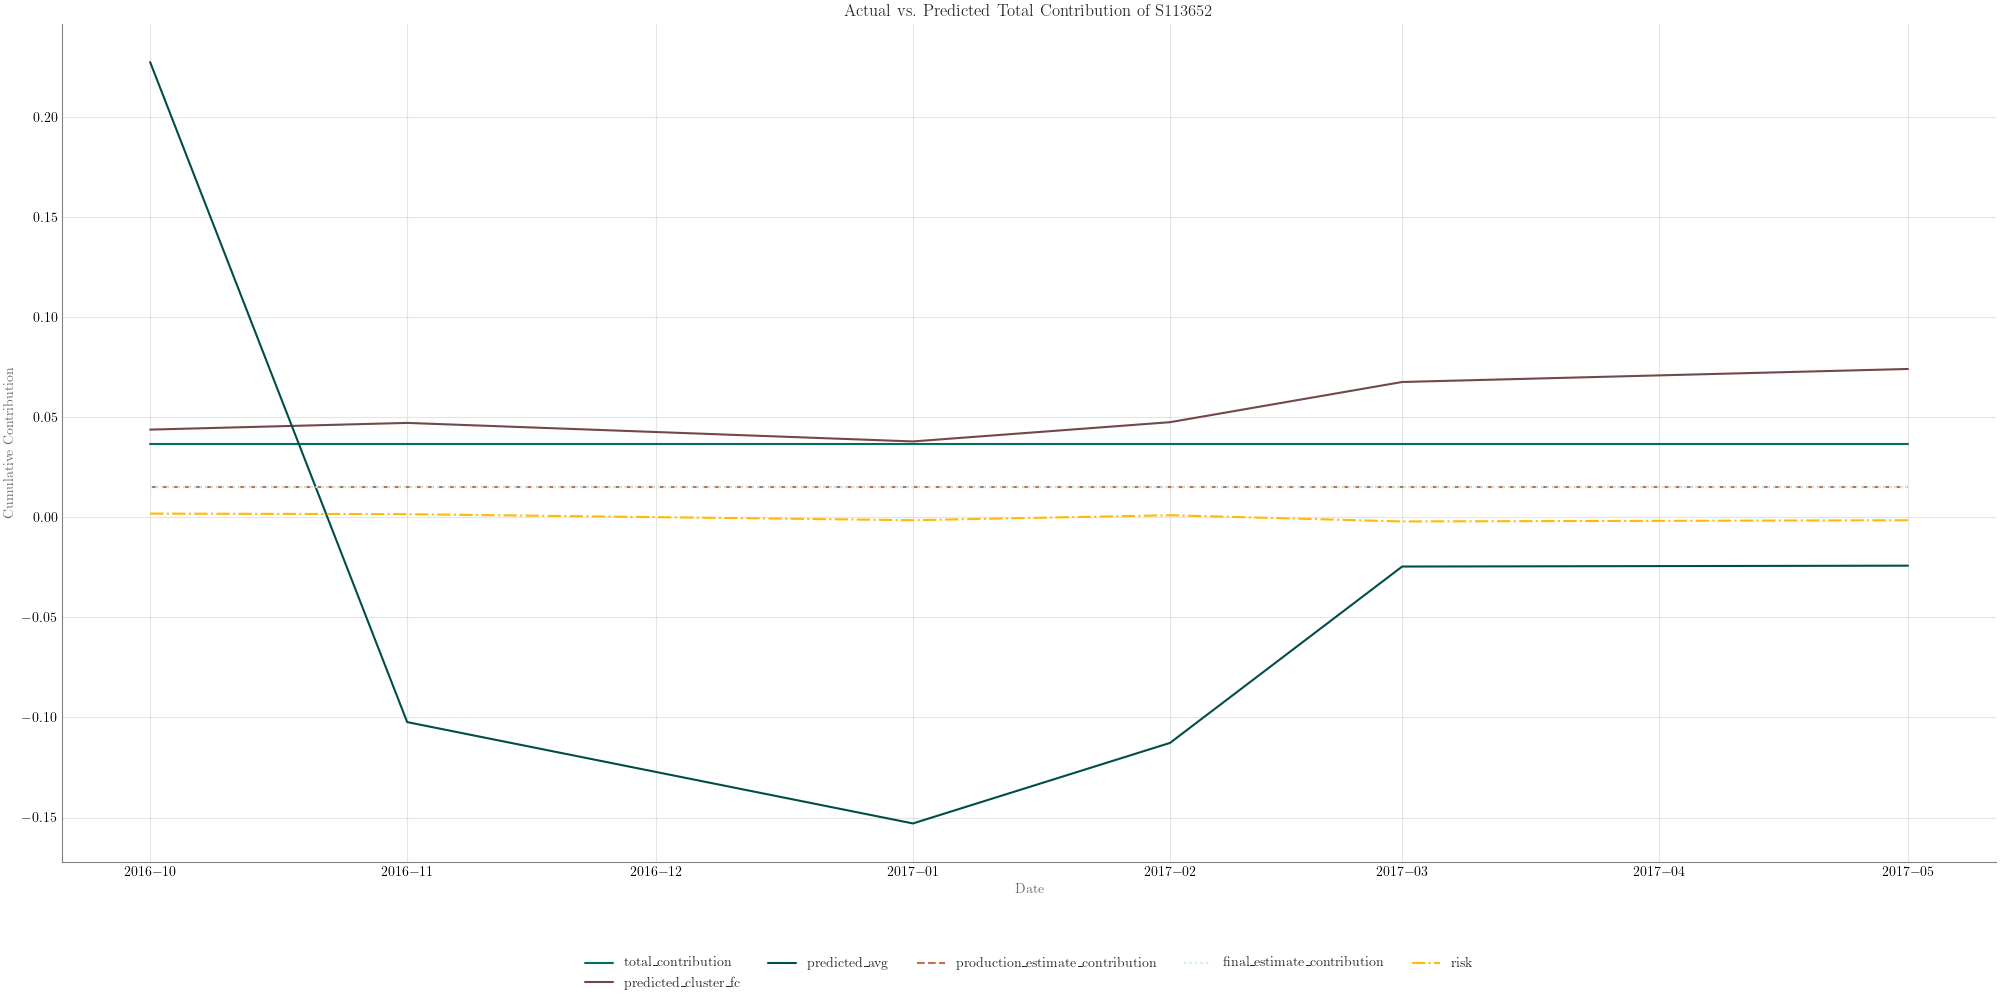 Actual vs. Predicted Total Contribution of S113652
Cumulative Contribution
0.20
0.15
0.10
0.05
0.00
−0.05
−0.10
−0.15
2016−10 2016−11 2016−12 2017−01 2017−02 2017−03 2017−04 2017−05
Date
total_contribution predicted_avg production_estimate_contribution final_estimate_contribution risk
predicted_cluster_fc